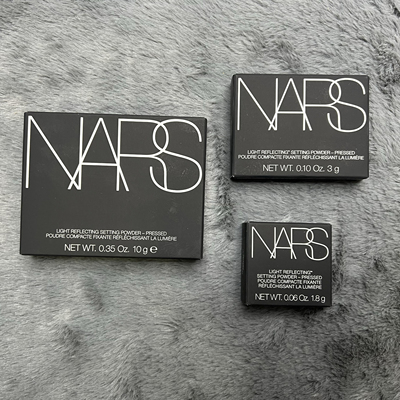 NARS
LIGHT REFLECTING™ SETTING POWDER – PRESSED
POUDRE COMPACTE FIXANTE RÉFLÉCHISSANT LA LUMIÈRE
NET WT. 0.35 Oz. 10 g ℮
NARS
LIGHT REFLECTING™ SETTING POWDER – PRESSED
POUDRE COMPACTE FIXANTE RÉFLÉCHISSANT LA LUMIÈRE
NET WT. 0.10 Oz. 3 g
NARS
LIGHT REFLECTING™
SETTING POWDER – PRESSED
POUDRE COMPACTE FIXANTE
RÉFLÉCHISSANT LA LUMIÈRE
NET WT. 0.06 Oz. 1.8 g